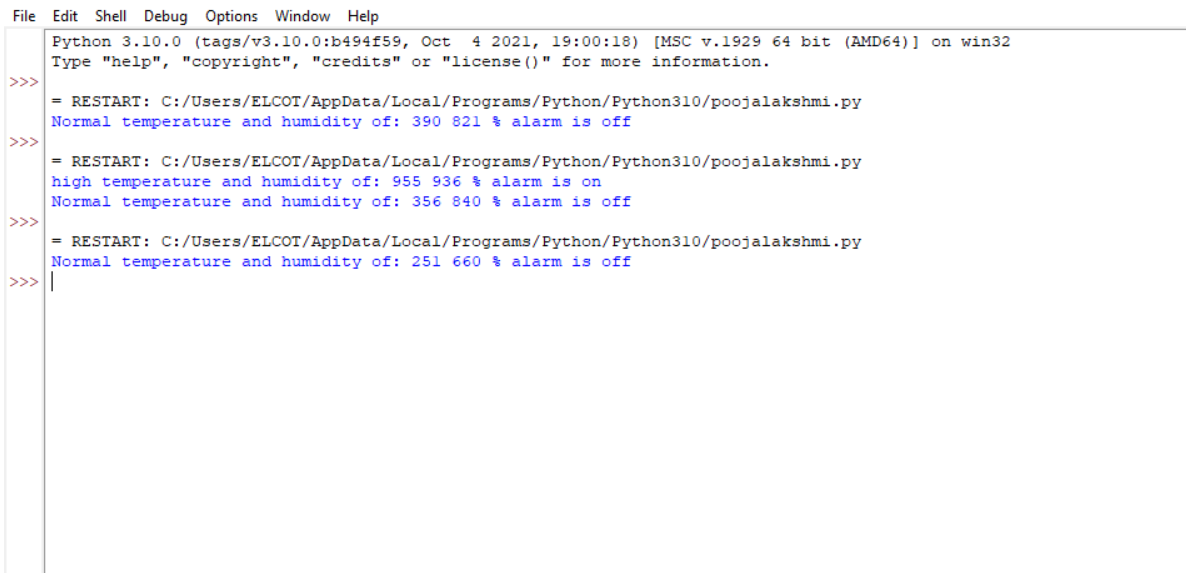 File Edit Shell Debug Options Window Help
Python 3.10.0 (tags/v3.10.0:b494f59, Oct  4 2021, 19:00:18) [MSC v.1929 64 bit (AMD64)] on win32
Type "help", "copyright", "credits" or "license()" for more information.
>>>
= RESTART: C:/Users/ELCOT/AppData/Local/Programs/Python/Python310/poojalakshmi.py
Normal temperature and humidity of: 390 821 % alarm is off
>>>
= RESTART: C:/Users/ELCOT/AppData/Local/Programs/Python/Python310/poojalakshmi.py
high temperature and humidity of: 955 936 % alarm is on
Normal temperature and humidity of: 356 840 % alarm is off
>>>
= RESTART: C:/Users/ELCOT/AppData/Local/Programs/Python/Python310/poojalakshmi.py
Normal temperature and humidity of: 251 660 % alarm is off
>>>